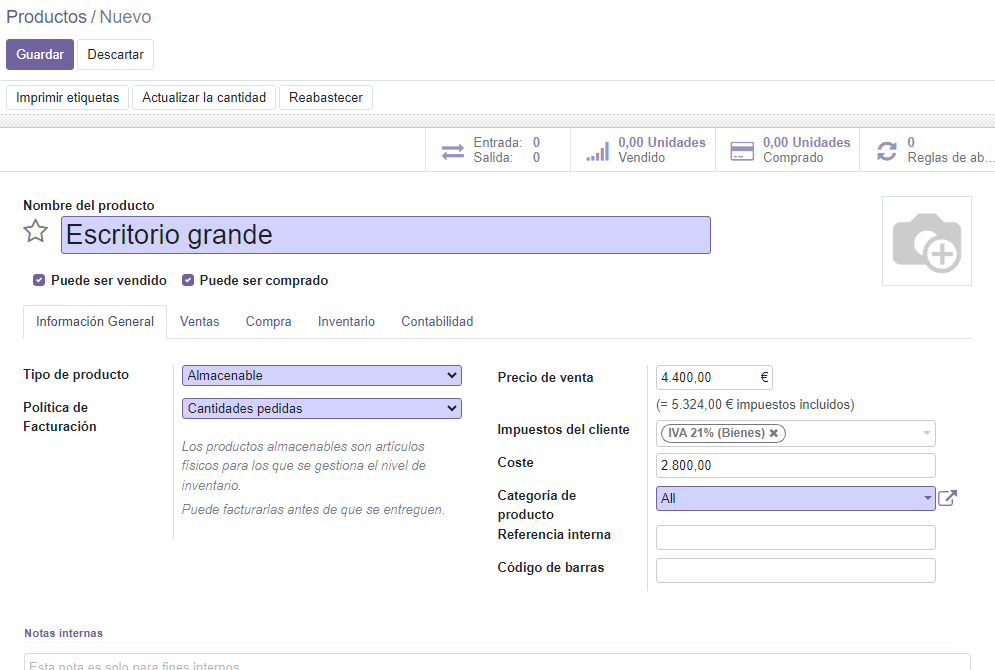 Productos / Nuevo
Guardar
Descartar
Imprimir etiquetas
Actualizar la cantidad
Reabastecer
Entrada: 0
Salida: 0
0,00 Unidades
Vendido
0,00 Unidades
Comprado
0
Reglas de ab...
Nombre del producto
Escritorio grande
Puede ser vendido
Puede ser comprado
Información General
Ventas
Compra
Inventario
Contabilidad
Tipo de producto
Almacenable
Política de
Facturación
Cantidades pedidas
Los productos almacenables son artículos
físicos para los que se gestiona el nivel de
inventario.
Puede facturarlas antes de que se entreguen.
Precio de venta
4.400,00 €
(= 5.324,00 € impuestos incluidos)
Impuestos del cliente
IVA 21% (Bienes)
Coste
2.800,00
Categoría de
producto
All
Referencia interna
Código de barras
Notas internas
Esta nota es solo para fines internos.